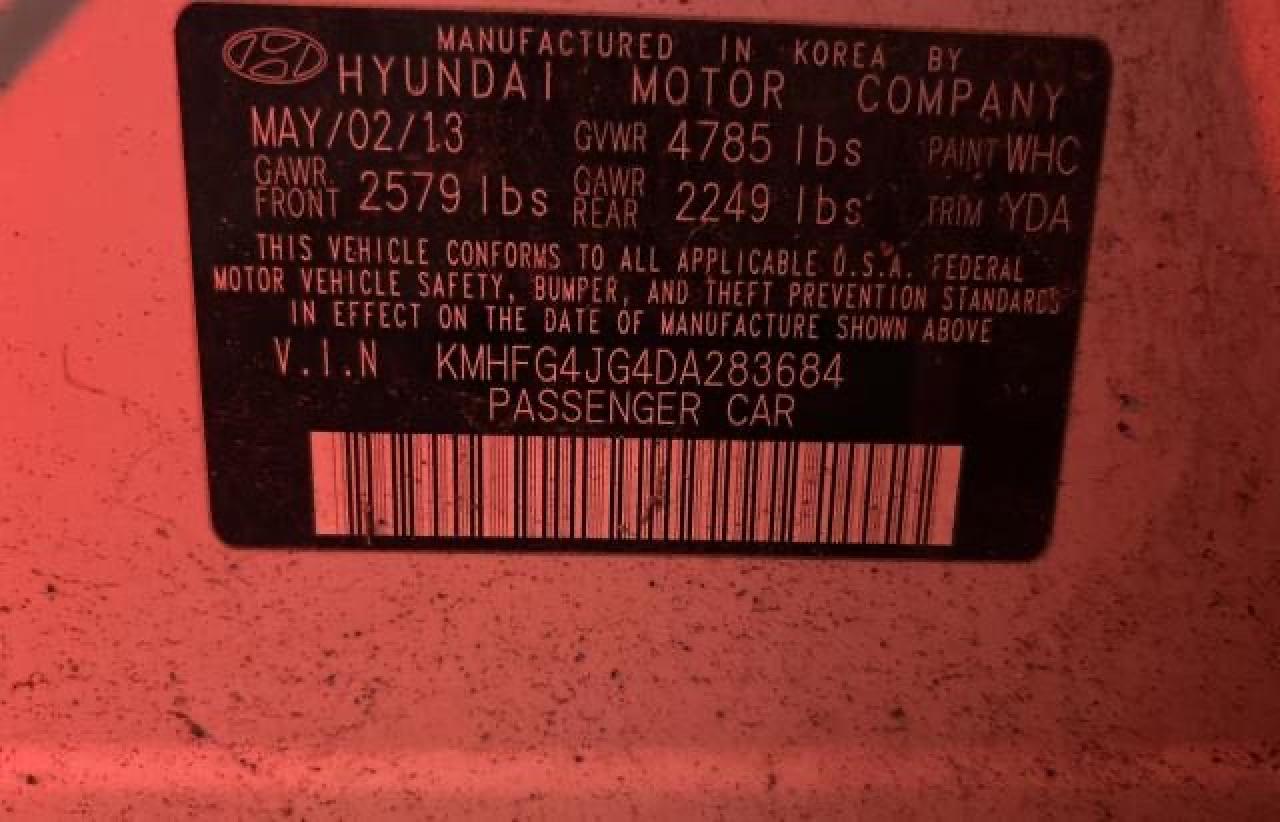 MANUFACTURED IN KOREA BY
HYUNDAI MOTOR COMPANY
MAY/02/13 GVWR 4785 lbs PAINT WHC
GAWR. FRONT 2579 lbs GAWR REAR 2249 lbs TRIM YDA
THIS VEHICLE CONFORMS TO ALL APPLICABLE U.S.A. FEDERAL
MOTOR VEHICLE SAFETY, BUMPER, AND THEFT PREVENTION STANDARDS
IN EFFECT ON THE DATE OF MANUFACTURE SHOWN ABOVE
V.I.N KMHFG4JG4DA283684
PASSENGER CAR